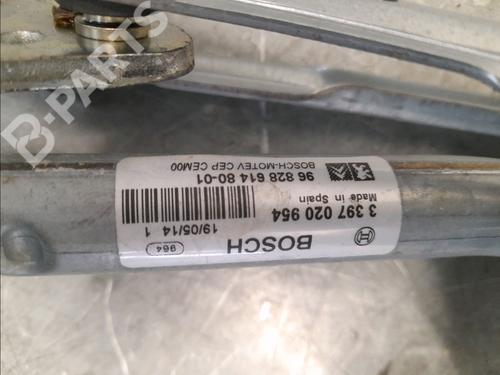 BOSCH
3 397 020 954
Made in Spain
964
19/05/14 1
96 828 614 80-01
BOSCH-MOTEV CEP CEM00
B-PARTS